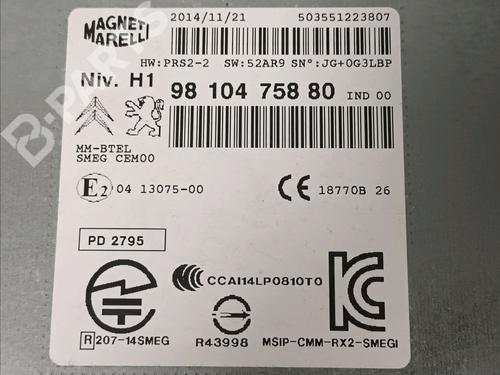 MAGNETI MARELLI
2014/11/21 503551223807
HW:PRS2-2 SW:52AR9 SN°:JG+0G3LBP
Niv. H1 98 104 758 80 IND 00
MM-BTEL
SMEG CEM00
E2 04 13075-00 CE 18770B 26
PD 2795
CCAI14LP0810T0
R 207-14SMEG R43998 MSIP-CMM-RX2-SMEGI
B-PARTS